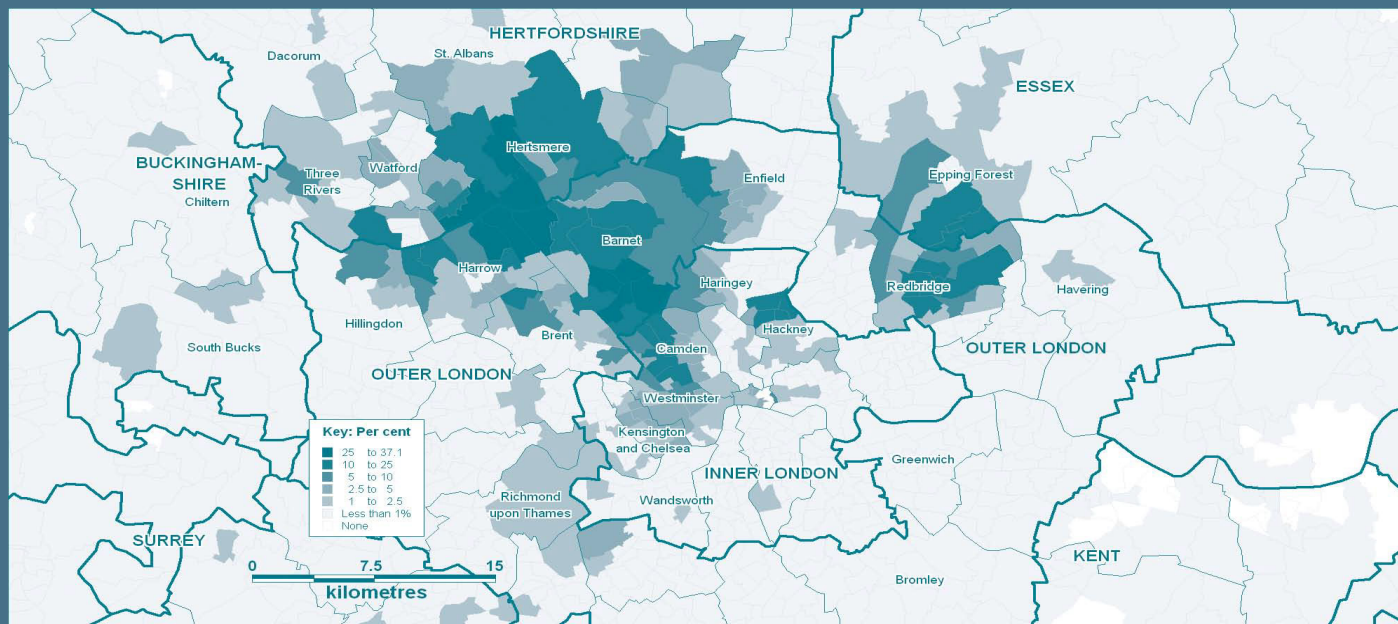 HERTFORDSHIRE
Dacorum
St. Albans
ESSEX
Hertsmere
BUCKINGHAM-
SHIRE
Chiltern
Three
Rivers
Watford
Enfield
Epping Forest
Barnet
Harrow
Haringey
Redbridge
Havering
Hillingdon
Brent
Hackney
South Bucks
Camden
OUTER LONDON
OUTER LONDON
Westminster
Key: Per cent
25 to 37.1
10 to 25
5 to 10
2.5 to 5
1 to 2.5
Less than 1%
None
Kensington
and Chelsea
Greenwich
INNER LONDON
Richmond
upon Thames
Wandsworth
SURREY
KENT
0 7.5 15
kilometres
Bromley